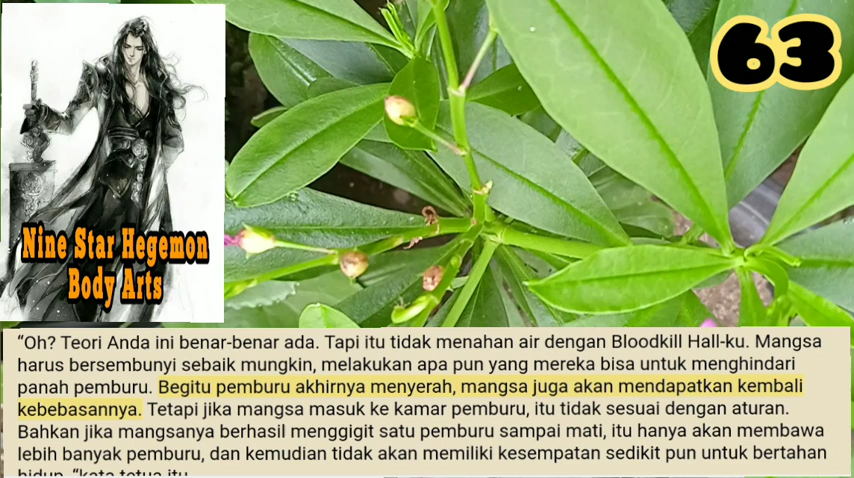 63
Nine Star Hegemon
Body Arts
“Oh? Teori Anda ini benar-benar ada. Tapi itu tidak menahan air dengan Bloodkill Hall-ku. Mangsa
harus bersembunyi sebaik mungkin, melakukan apa pun yang mereka bisa untuk menghindari
panah pemburu. Begitu pemburu akhirnya menyerah, mangsa juga akan mendapatkan kembali
kebebasannya. Tetapi jika mangsa masuk ke kamar pemburu, itu tidak sesuai dengan aturan.
Bahkan jika mangsanya berhasil menggigit satu pemburu sampai mati, itu hanya akan membawa
lebih banyak pemburu, dan kemudian tidak akan memiliki kesempatan sedikit pun untuk bertahan
hidup, “kata tetua itu